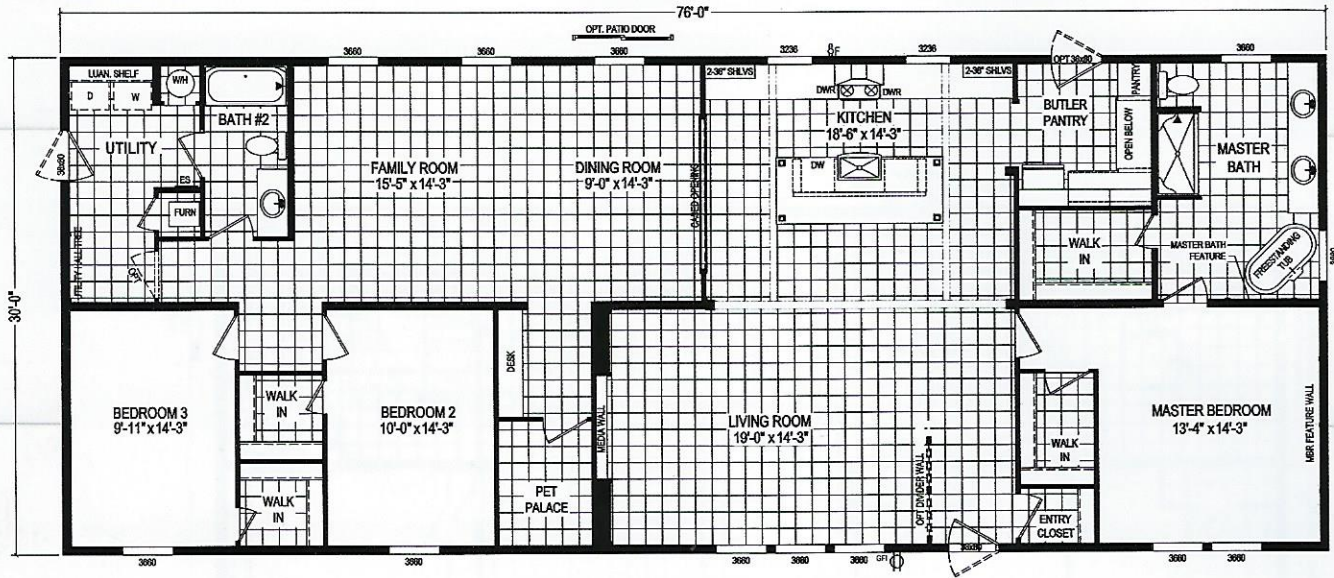 76'-0"
OPT. PATIO DOOR
3660
3660
3660
3236
3236
3660
30'-0"
LUAN. SHELF
D
W
W/H
BATH #2
UTILITY
ES
FURN
UTILITY HALL TREE
OPT
36x80
FAMILY ROOM
15'-5" x 14'-3"
DINING ROOM
9'-0" x 14'-3"
CASED OPENING
2-36" SHLVS
2-36" SHLVS
DWR
DWR
KITCHEN
18'-6" x 14'-3"
DW
OPT 36x80
BUTLER
PANTRY
PANTRY
OPEN BELOW
MASTER
BATH
WALK
IN
MASTER BATH
FEATURE
FREESTANDING
TUB
BEDROOM 3
9'-11" x 14'-3"
WALK
IN
WALK
IN
BEDROOM 2
10'-0" x 14'-3"
DESK
PET
PALACE
MEDIA WALL
LIVING ROOM
19'-0" x 14'-3"
OPT DIVIDER WALL
WALK
IN
ENTRY
CLOSET
MASTER BEDROOM
13'-4" x 14'-3"
MBR FEATURE WALL
3660
3660
3660
3660
3660
GFI
3660
3660